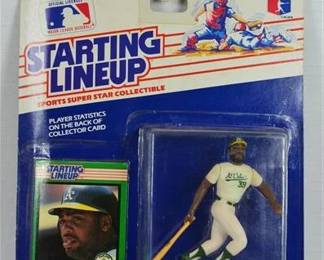 OFFICIAL LICENSEE
MAJOR LEAGUE BASEBALL
STARTING
LINEUP
SPORTS SUPER STAR COLLECTIBLE
PLAYER STATISTICS
ON THE BACK OF
COLLECTOR CARD
STARTING
LINEUP
A's